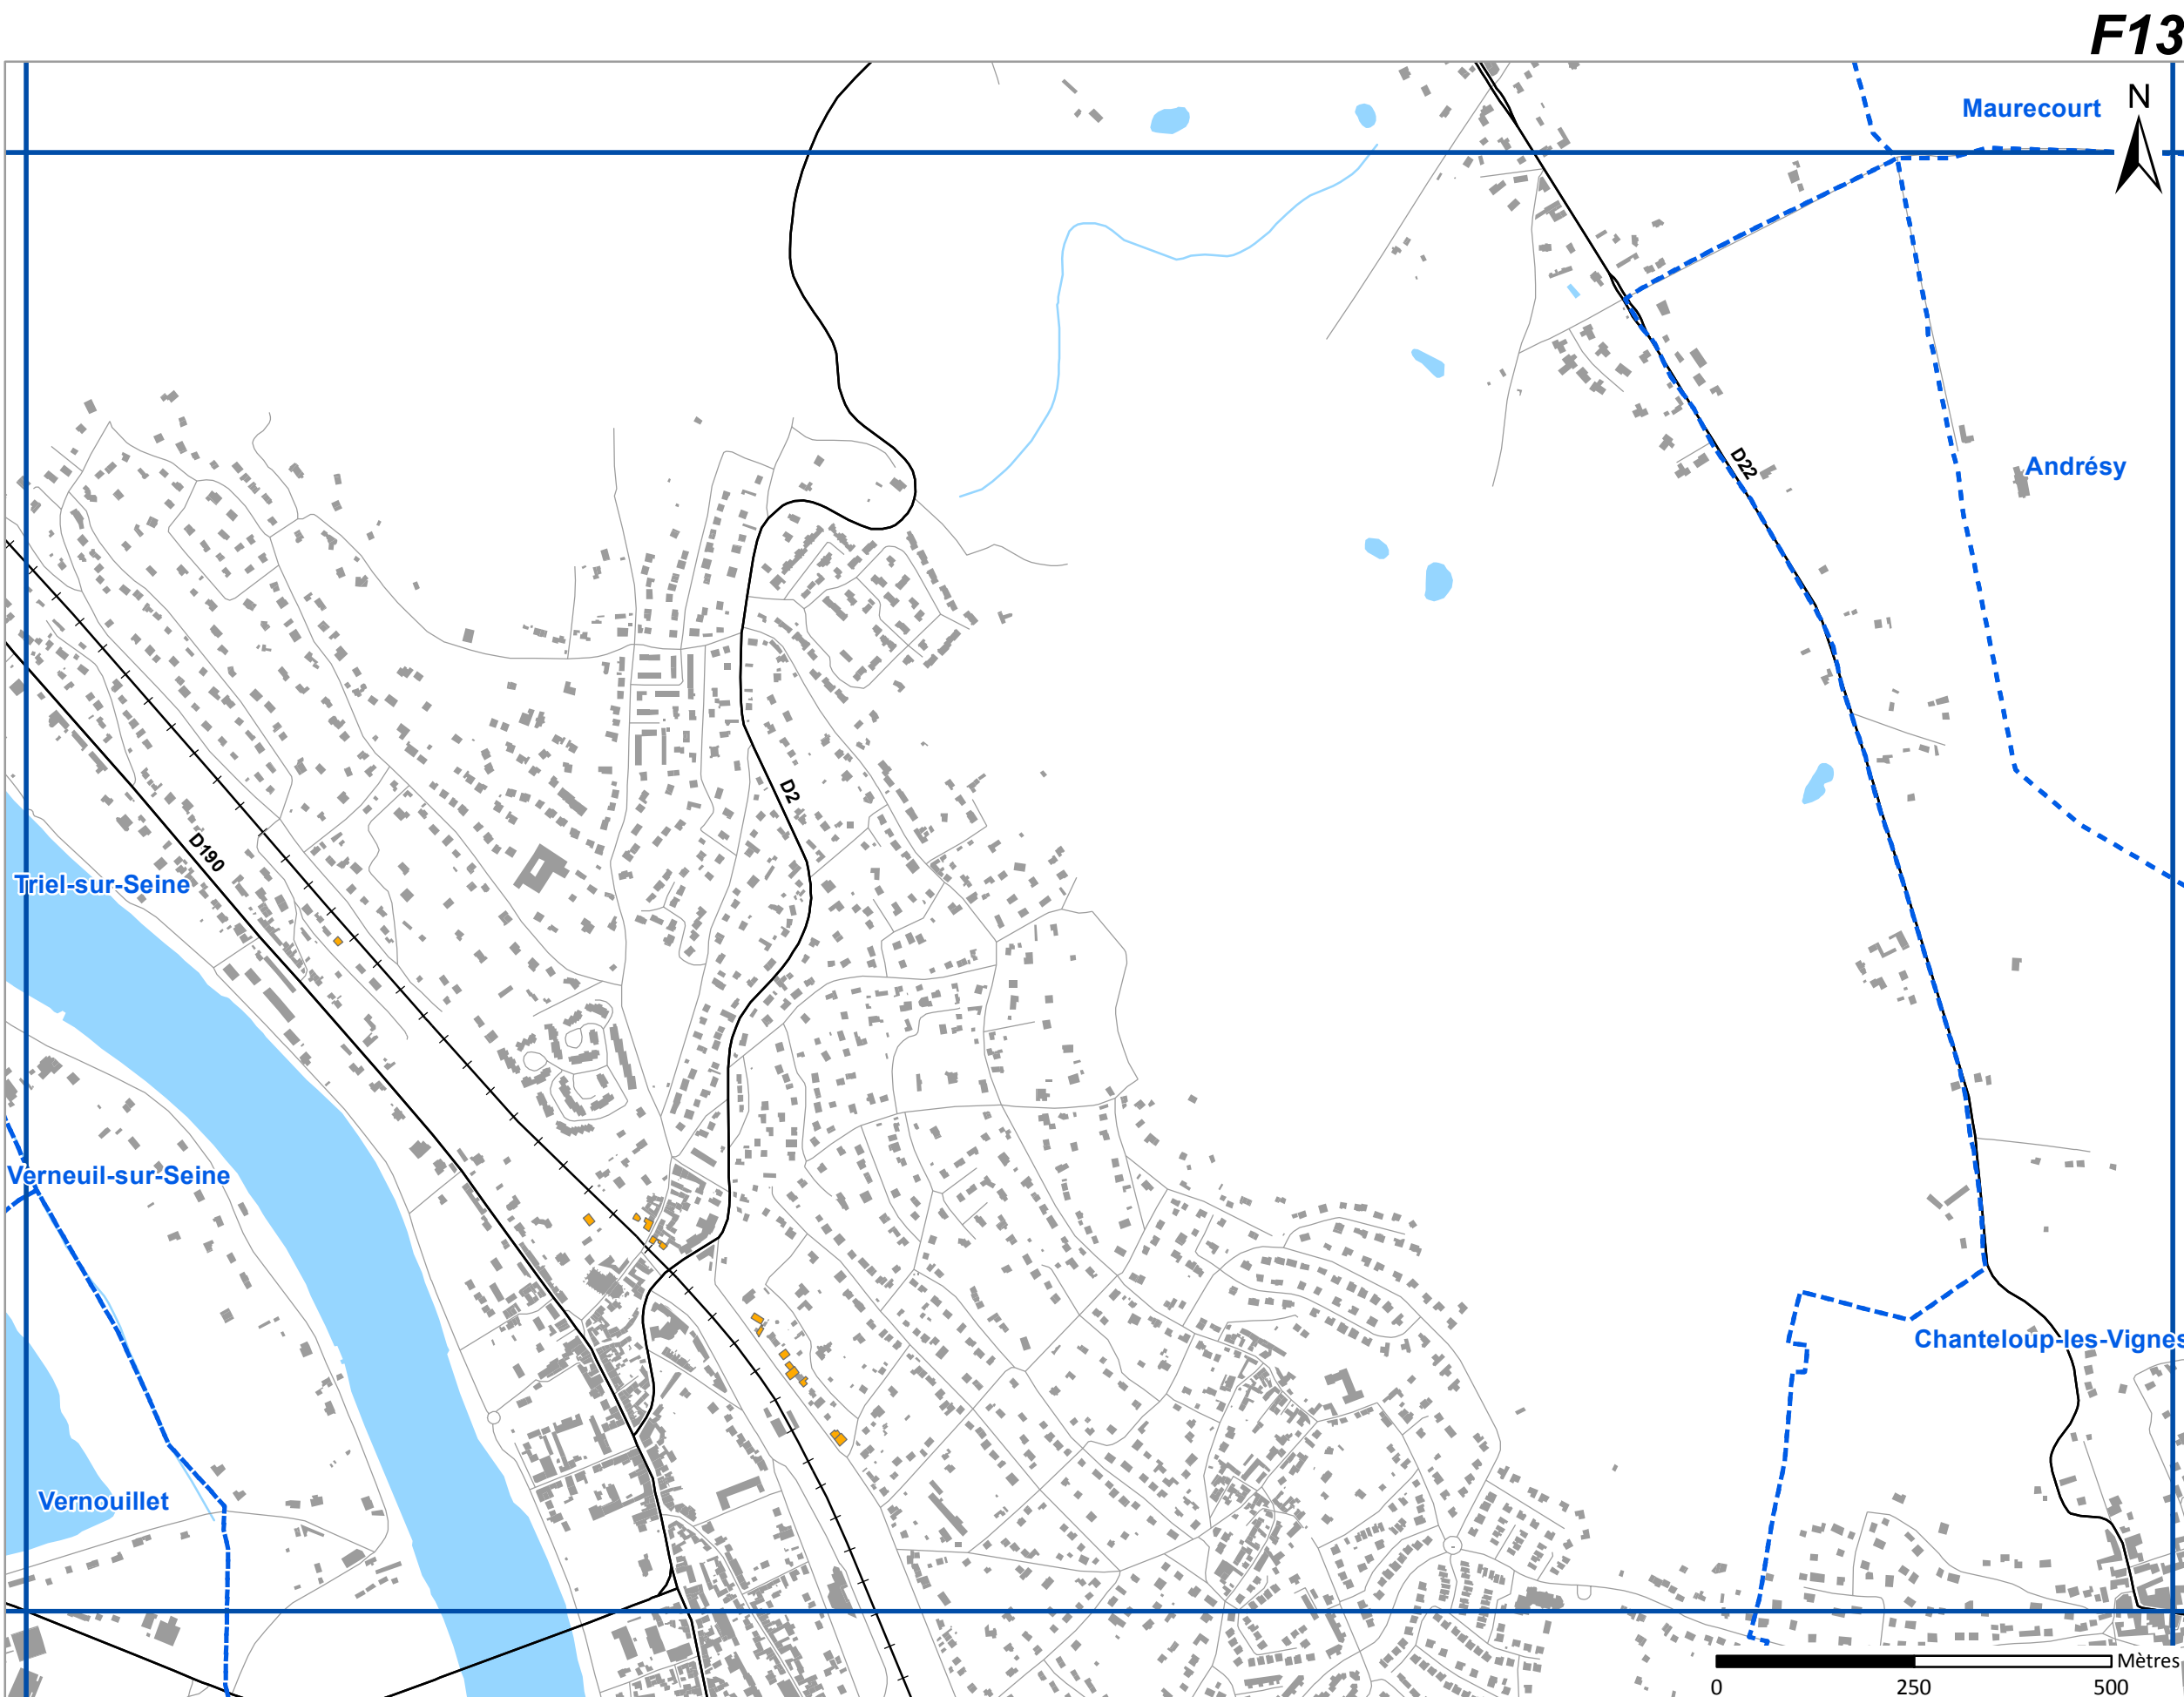 F13
Maurecourt
N
Andrésy
D22
D2
D190
Triel-sur-Seine
Verneuil-sur-Seine
Chanteloup-les-Vignes
Vernouillet
Mètres
0 250 500